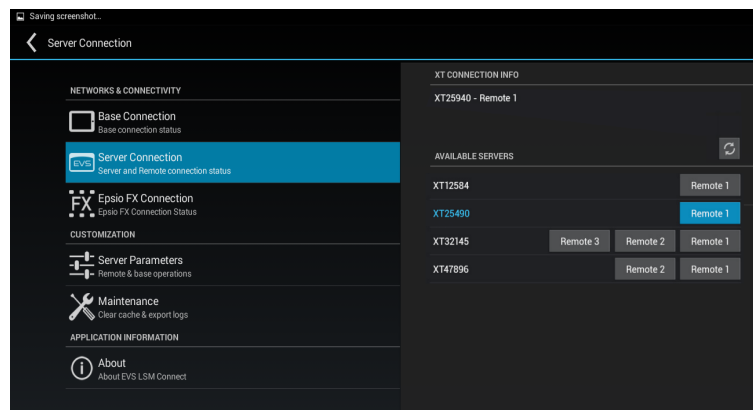 Saving screenshot...
Server Connection
NETWORKS & CONNECTIVITY
Base Connection
Base connection status
EVS
Server Connection
Server and Remote connection status
FX
Epsio FX Connection
Epsio FX Connection Status
CUSTOMIZATION
Server Parameters
Remote & base operations
Maintenance
Clear cache & export logs
APPLICATION INFORMATION
About
About EVS LSM Connect
XT CONNECTION INFO
XT25940 - Remote 1
AVAILABLE SERVERS
XT12584 Remote 1
XT25490 Remote 1
XT32145 Remote 3 Remote 2 Remote 1
XT47896 Remote 2 Remote 1